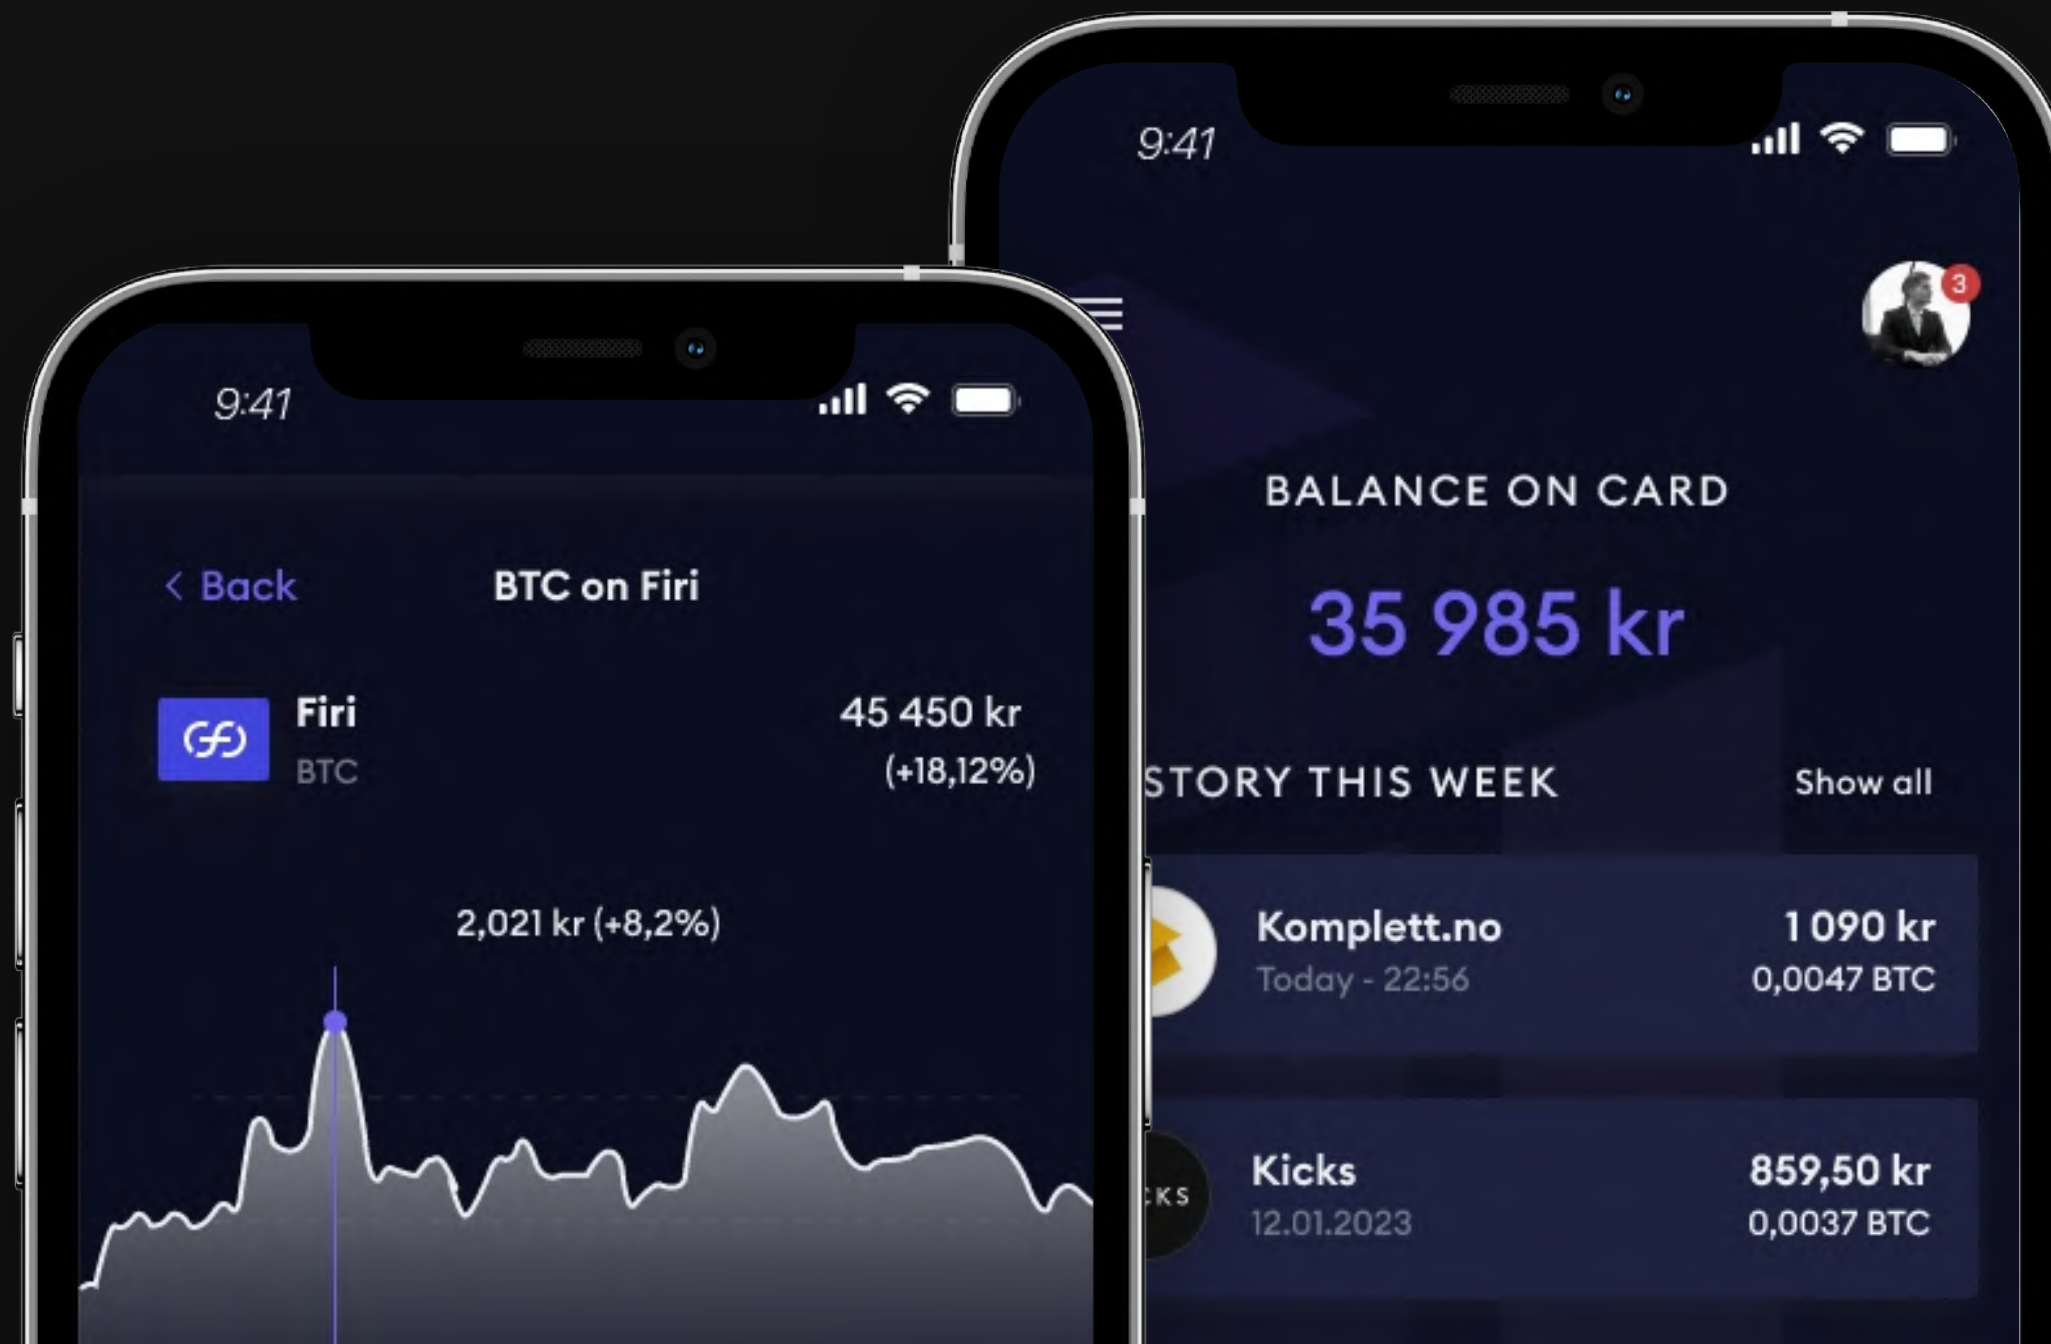 9:41
< Back
BTC on Firi
Firi
BTC
45 450 kr
(+18,12%)
2,021 kr (+8,2%)
9:41
3
BALANCE ON CARD
35 985 kr
STORY THIS WEEK
Show all
Komplett.no
Today - 22:56
1 090 kr
0,0047 BTC
CKS
Kicks
12.01.2023
859,50 kr
0,0037 BTC